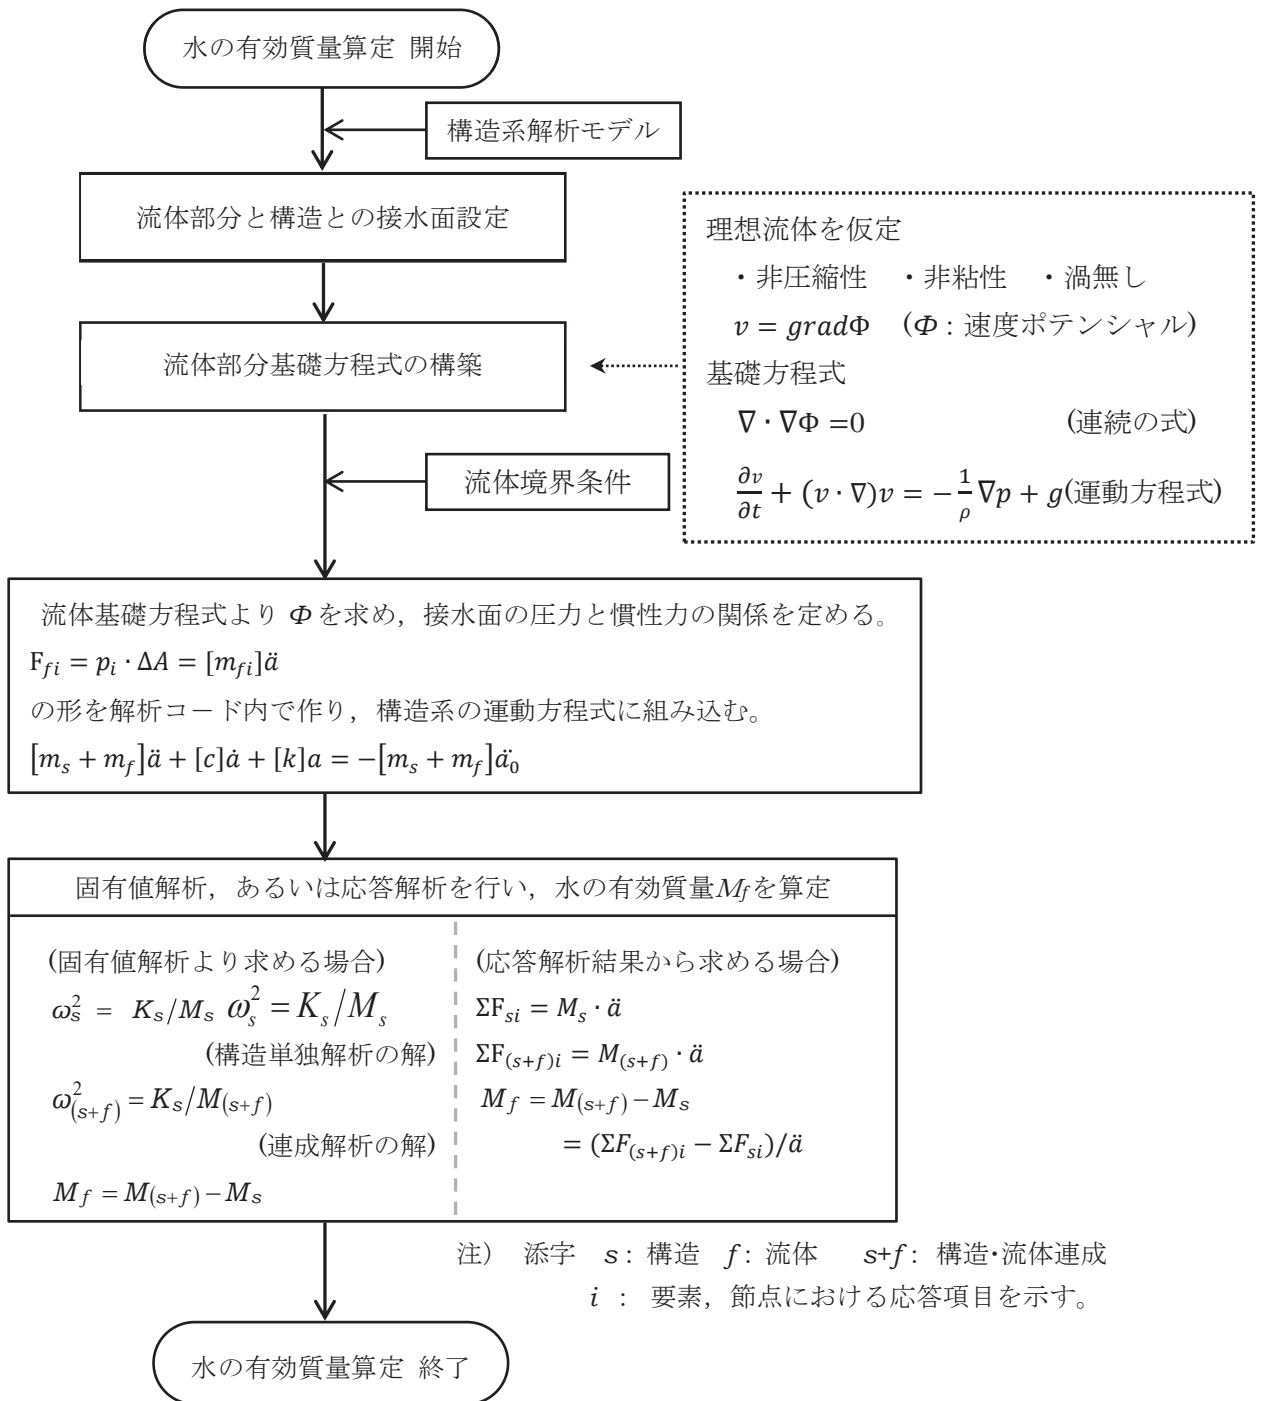 水の有効質量算定 開始
構造系解析モデル
流体部分と構造との接水面設定
理想流体を仮定
・非圧縮性 ・非粘性 ・渦無し
v = gradΦ (Φ : 速度ポテンシャル)
流体部分基礎方程式の構築
基礎方程式
∇ · ∇Φ =0 (連続の式)
∂v/∂t + (v · ∇)v = − 1/ρ ∇p + g(運動方程式)
流体境界条件
流体基礎方程式より Φ を求め，接水面の圧力と慣性力の関係を定める。
F_{fi} = p_i · ΔA = [m_{fi}]ä
の形を解析コード内で作り，構造系の運動方程式に組み込む。
[m_s + m_f]ä + [c]ȧ + [k]a = −[m_s + m_f]ä_0
固有値解析，あるいは応答解析を行い，水の有効質量M_fを算定
(固有値解析より求める場合)
ω_s^2 = K_s/M_s ω_s^2 = K_s/M_s
(構造単独解析の解)
ω_{(s+f)}^2 = K_s/M_{(s+f)}
(連成解析の解)
M_f = M_{(s+f)} − M_s
(応答解析結果から求める場合)
ΣF_{si} = M_s · ä
ΣF_{(s+f)i} = M_{(s+f)} · ä
M_f = M_{(s+f)} − M_s
= (ΣF_{(s+f)i} − ΣF_{si})/ä
注） 添字 s : 構造 f : 流体 s+f : 構造・流体連成
i : 要素，節点における応答項目を示す。
水の有効質量算定 終了